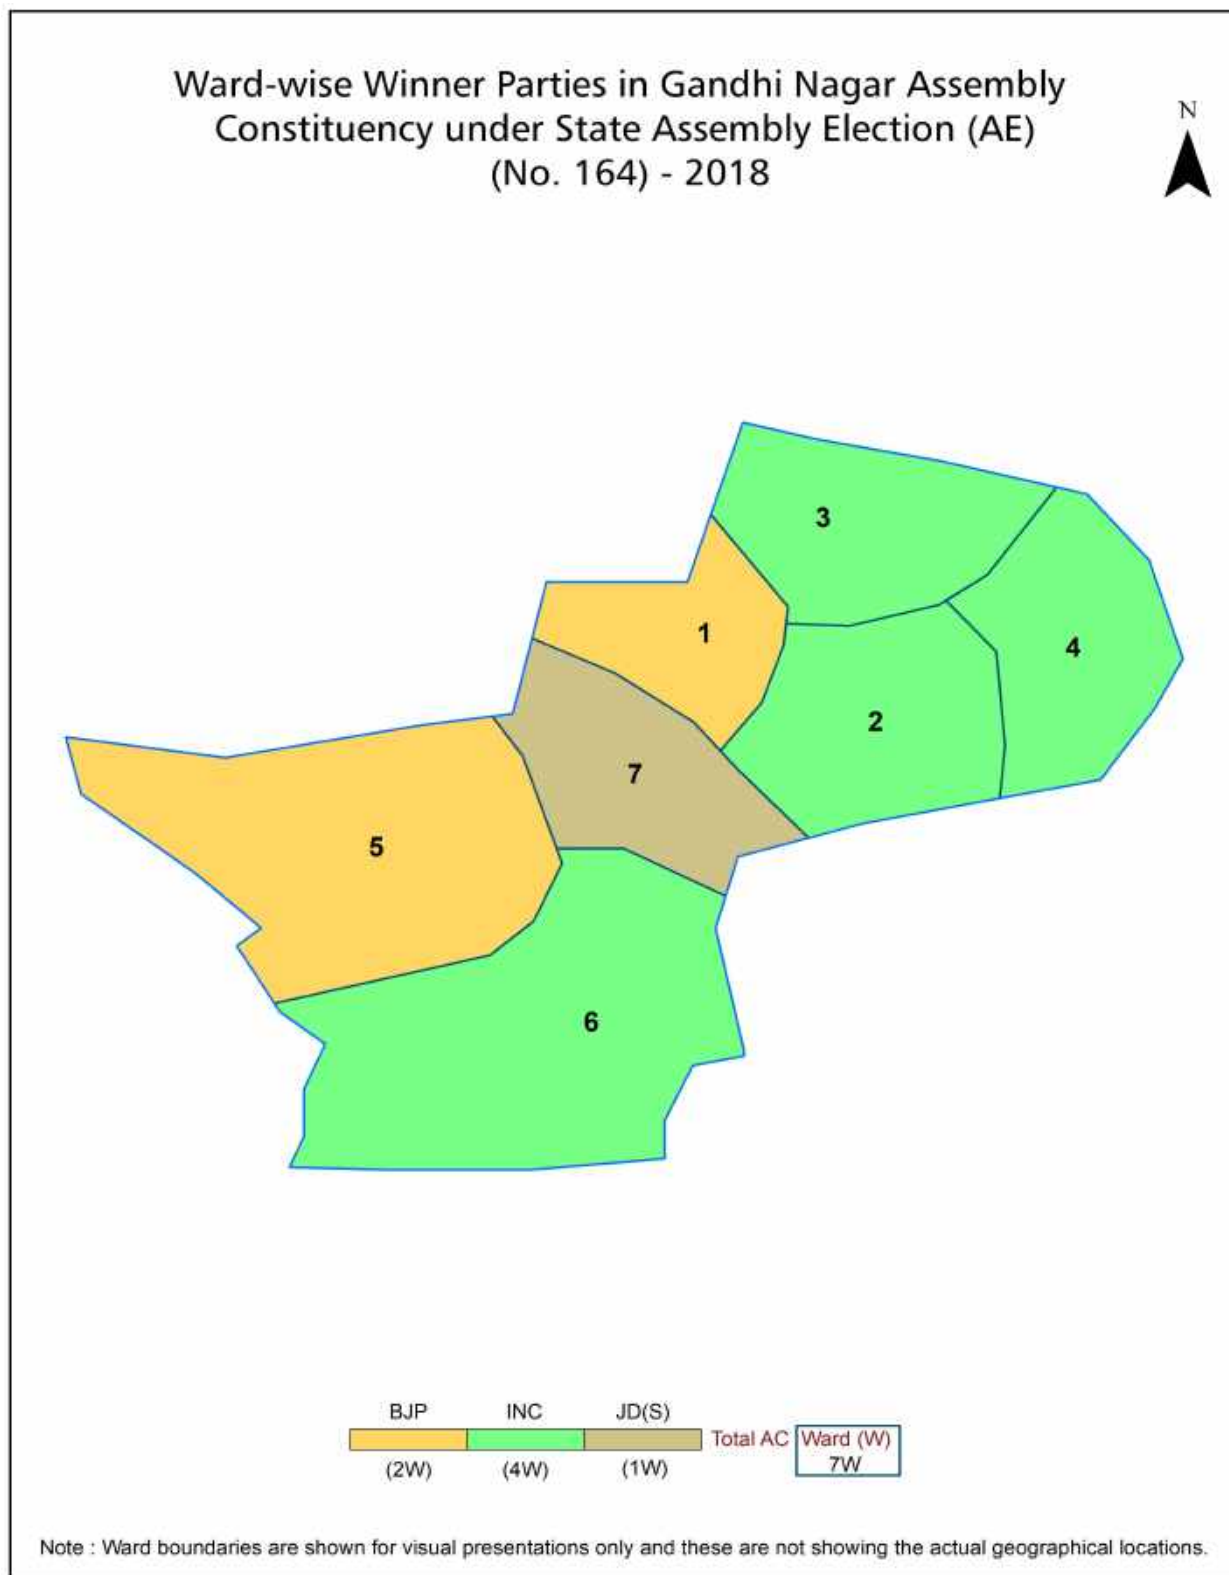 Ward-wise Winner Parties in Gandhi Nagar Assembly
Constituency under State Assembly Election (AE)
(No. 164) - 2018
N
3
1
4
2
7
5
6
BJP INC JD(S)
Total AC Ward (W)
(2W) (4W) (1W) 7W
Note : Ward boundaries are shown for visual presentations only and these are not showing the actual geographical locations.